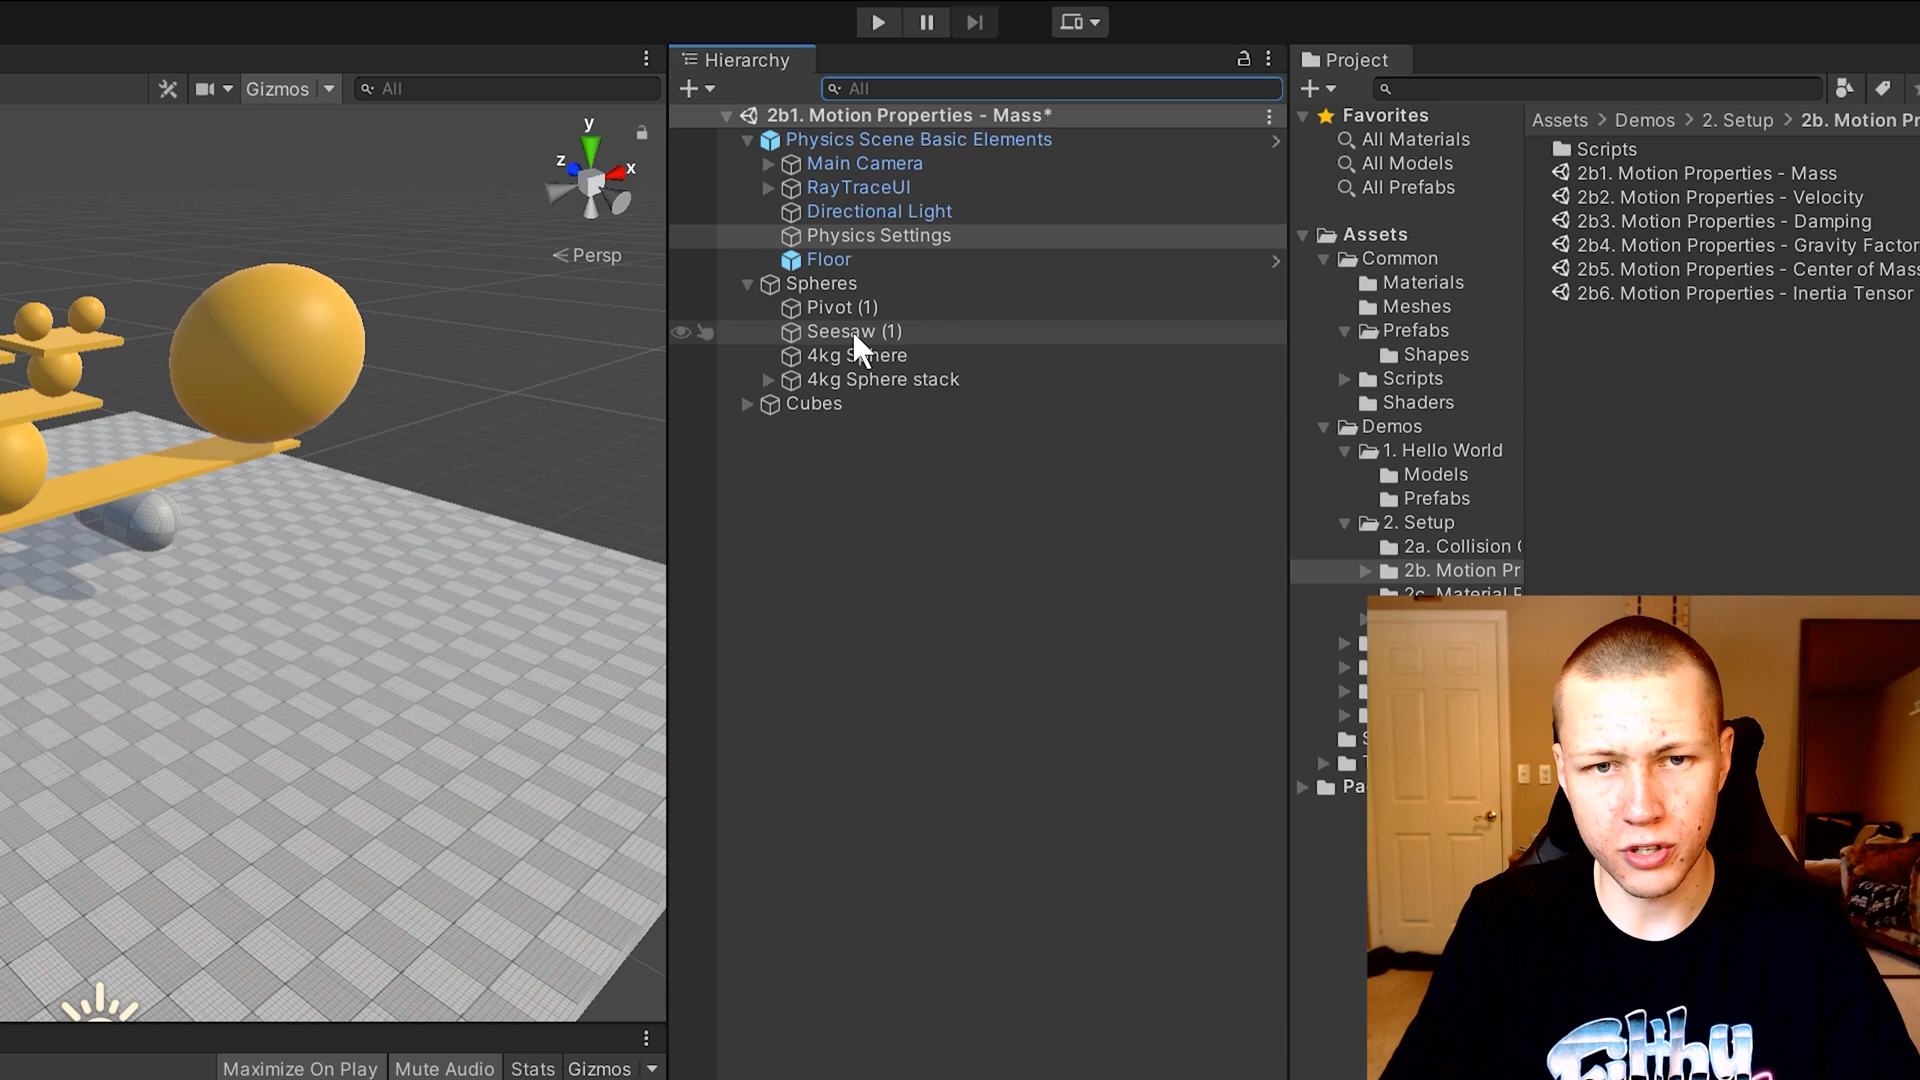 Gizmos
All
y
z
x
Persp
Maximize On Play
Mute Audio
Stats
Gizmos
Hierarchy
All
2b1. Motion Properties - Mass*
Physics Scene Basic Elements
Main Camera
RayTraceUI
Directional Light
Physics Settings
Floor
Spheres
Pivot (1)
Seesaw (1)
4kg Sphere
4kg Sphere stack
Cubes
Project
Favorites
All Materials
All Models
All Prefabs
Assets
Common
Materials
Meshes
Prefabs
Shapes
Scripts
Shaders
Demos
1. Hello World
Models
Prefabs
2. Setup
2a. Collision
2b. Motion Pr
2c. Material
Pa
Assets > Demos > 2. Setup > 2b. Motion Pr
Scripts
2b1. Motion Properties - Mass
2b2. Motion Properties - Velocity
2b3. Motion Properties - Damping
2b4. Motion Properties - Gravity Factor
2b5. Motion Properties - Center of Mass
2b6. Motion Properties - Inertia Tensor
Filthy